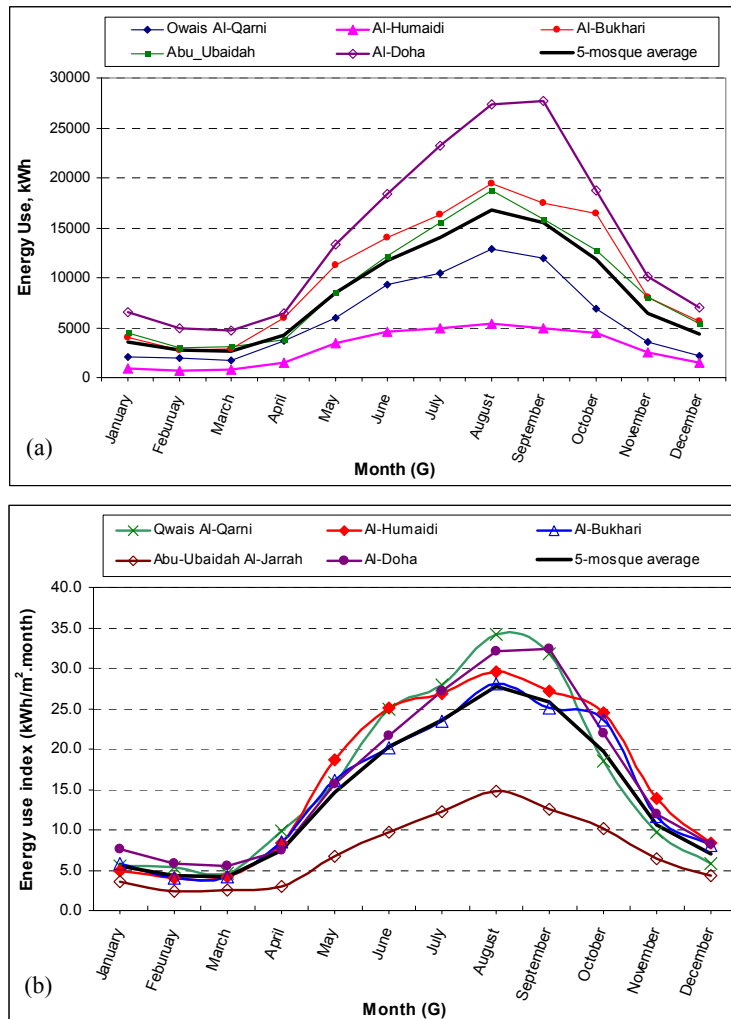 Owais Al-Qarni Al-Humaidi Al-Bukhari
Abu_Ubaidah Al-Doha 5-mosque average
30000
25000
20000
15000
10000
5000
0
Energy Use, kWh
January
Feburuay
March
April
May
June
July
August
September
October
November
December
(a)
Month (G)
Qwais Al-Qarni Al-Humaidi Al-Bukhari
Abu-Ubaidah Al-Jarrah Al-Doha 5-mosque average
40.0
35.0
30.0
25.0
20.0
15.0
10.0
5.0
0.0
Energy use index (kWh/m².month)
January
Feburuay
March
April
May
June
July
August
September
October
November
December
(b)
Month (G)